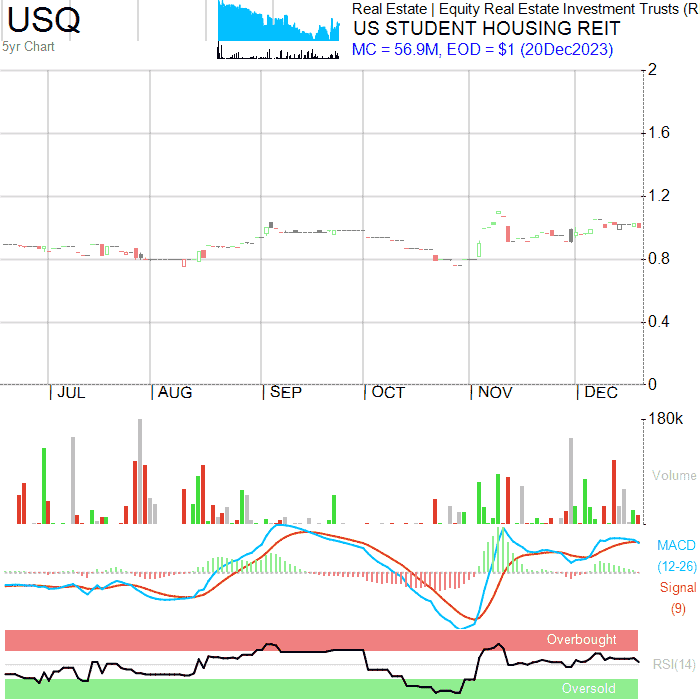 USQ
5yr Chart
Real Estate | Equity Real Estate Investment Trusts (R
US STUDENT HOUSING REIT
MC = 56.9M, EOD = $1 (20Dec2023)
2
1.6
1.2
0.8
0.4
0
JUL AUG SEP OCT NOV DEC
180k
Volume
MACD
(12-26)
Signal
(9)
Overbought
RSI(14)
Oversold